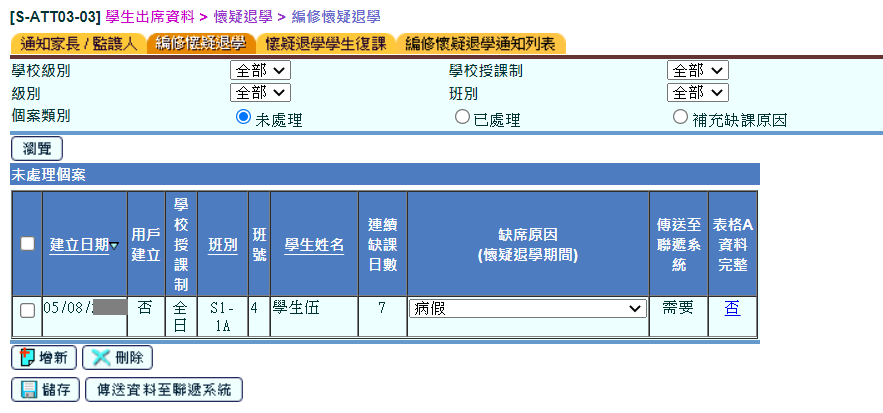 [S-ATT03-03] 學生出席資料 > 懷疑退學 > 編修懷疑退學
通知家長 / 監護人 編修懷疑退學 懷疑退學學生復課 編修懷疑退學通知列表
學校級別 全部 學校授課制 全部
級別 全部 班別 全部
個案類別 未處理 已處理 補充缺課原因
瀏覽
未處理個案
建立日期 用戶建立 學校授課制 班別 班號 學生姓名 連續缺課日數 缺席原因(懷疑退學期間) 傳送至聯遞系統 表格A資料完整
05/08/ 否 全日 S1-1A 4 學生伍 7 病假 需要 否
增新 刪除
儲存 傳送資料至聯遞系統